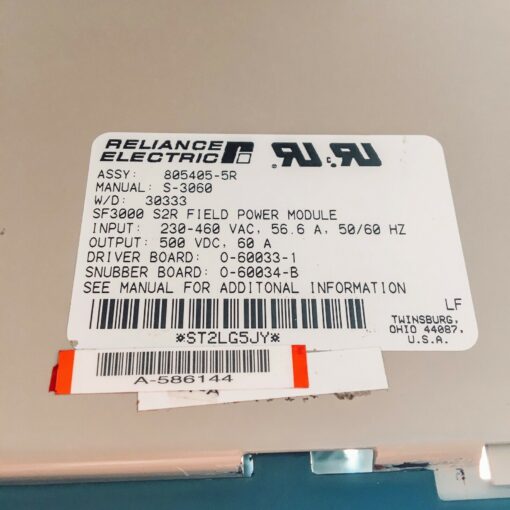 RELIANCE
ELECTRIC
ASSY: 805405-5R
MANUAL: S-3060
W/D: 30333
SF3000 S2R FIELD POWER MODULE
INPUT: 230-460 VAC, 56.6 A, 50/60 HZ
OUTPUT: 500 VDC, 60 A
DRIVER BOARD: O-60033-1
SNUBBER BOARD: O-60034-B
SEE MANUAL FOR ADDITONAL INFORMATION
*ST2LG5JY*
LF
TWINSBURG,
OHIO 44087,
U.S.A.
A-586144